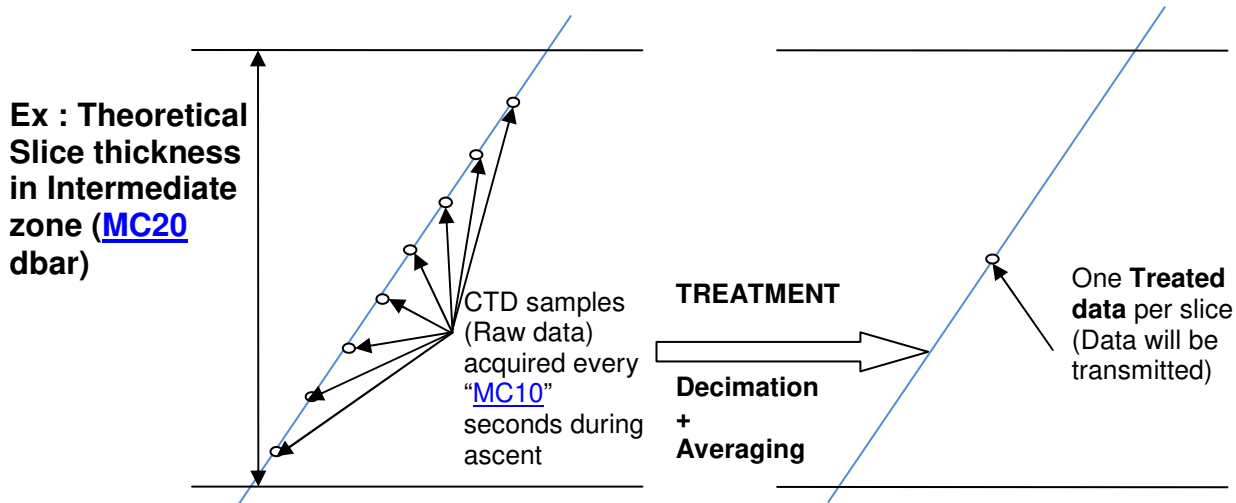 Ex : Theoretical
Slice thickness
in Intermediate
zone (MC20
dbar)
CTD samples
(Raw data)
acquired every
“MC10”
seconds during
ascent
TREATMENT
Decimation
+
Averaging
One Treated
data per slice
(Data will be
transmitted)